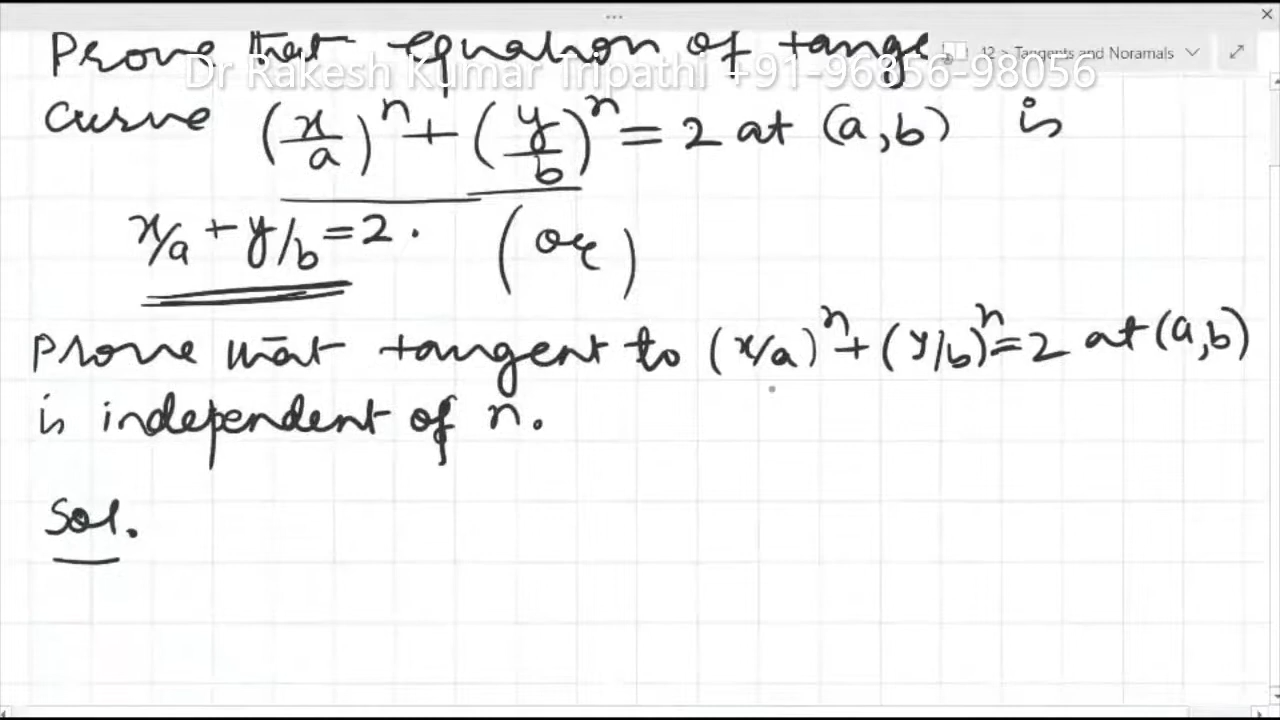 Prove that equation of tange
Dr Rakesh Kumar Tripathi +91-96856-98056
> Tangents and Noramals
curve (x/a)^n + (y/b)^n = 2 at (a,b) is
x/a + y/b = 2. (or)
Prove that tangent to (x/a)^n + (y/b)^n = 2 at (a,b)
is independent of n.
Sol.